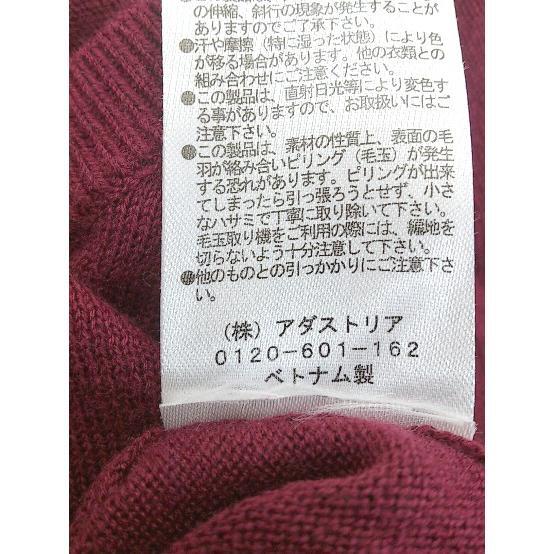 の伸縮、斜行の現象が発生することが
ありますのでご了承下さい。
汗や摩擦（特に湿った状態）により色
が移る場合があります。他の衣類との
組み合わせにご注意ください。
この製品は、直射日光等により変色す
る事がありますので、お取扱いにはご
注意下さい。
この製品は、素材の性質上、表面の毛
羽が絡み合いピリング（毛玉）が発生
する恐れがあります。ピリングが出来
てしまったら引っ張ろうとせず、小さ
なハサミで丁寧に取り除いて下さい。
毛玉取り機をご利用の際には、編地を
切らないよう十分注意して下さい。
他のものとの引っかかりにご注意下さ
い。
（株）アダストリア
0120-601-162
ベトナム製